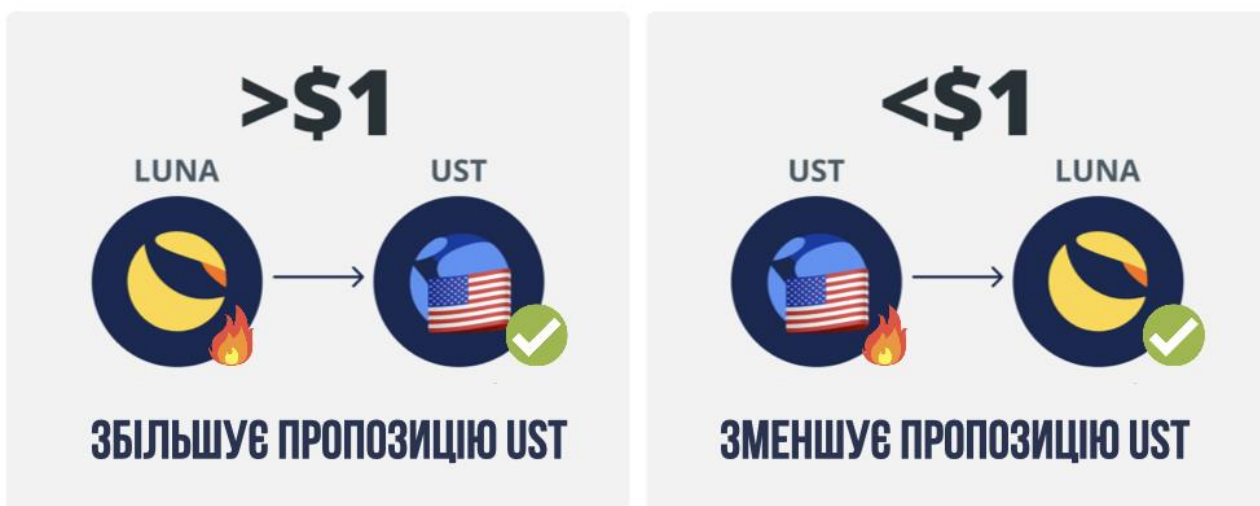 >$1
LUNA UST
ЗБІЛЬШУЄ ПРОПОЗИЦІЮ UST
<$1
UST LUNA
ЗМЕНШУЄ ПРОПОЗИЦІЮ UST